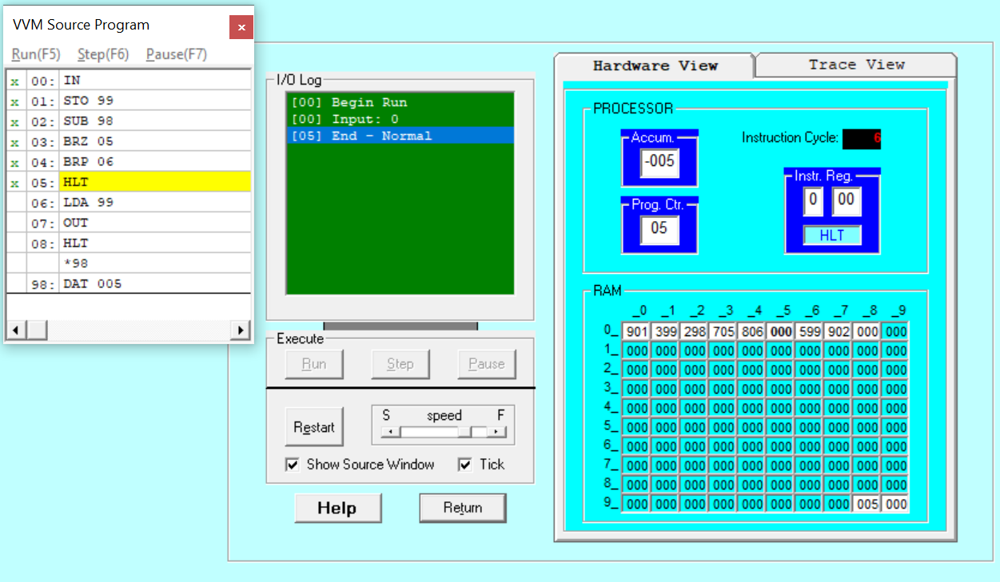 VVM Source Program
x
Run(F5) Step(F6) Pause(F7)
x 00: IN
x 01: STO 99
x 02: SUB 98
x 03: BRZ 05
x 04: BRP 06
x 05: HLT
06: LDA 99
07: OUT
08: HLT
*98
98: DAT 005
I/O Log
[00] Begin Run
[00] Input: 0
[05] End - Normal
Execute
Run Step Pause
Restart
S speed F
Show Source Window Tick
Help Return
Hardware View Trace View
PROCESSOR
Accum.
-005
Instruction Cycle: 6
Prog. Ctr.
05
Instr. Reg.
0 00
HLT
RAM
_0 _1 _2 _3 _4 _5 _6 _7 _8 _9
0_ 901 399 298 705 806 000 599 902 000 000
1_ 000 000 000 000 000 000 000 000 000 000
2_ 000 000 000 000 000 000 000 000 000 000
3_ 000 000 000 000 000 000 000 000 000 000
4_ 000 000 000 000 000 000 000 000 000 000
5_ 000 000 000 000 000 000 000 000 000 000
6_ 000 000 000 000 000 000 000 000 000 000
7_ 000 000 000 000 000 000 000 000 000 000
8_ 000 000 000 000 000 000 000 000 000 000
9_ 000 000 000 000 000 000 000 000 005 000